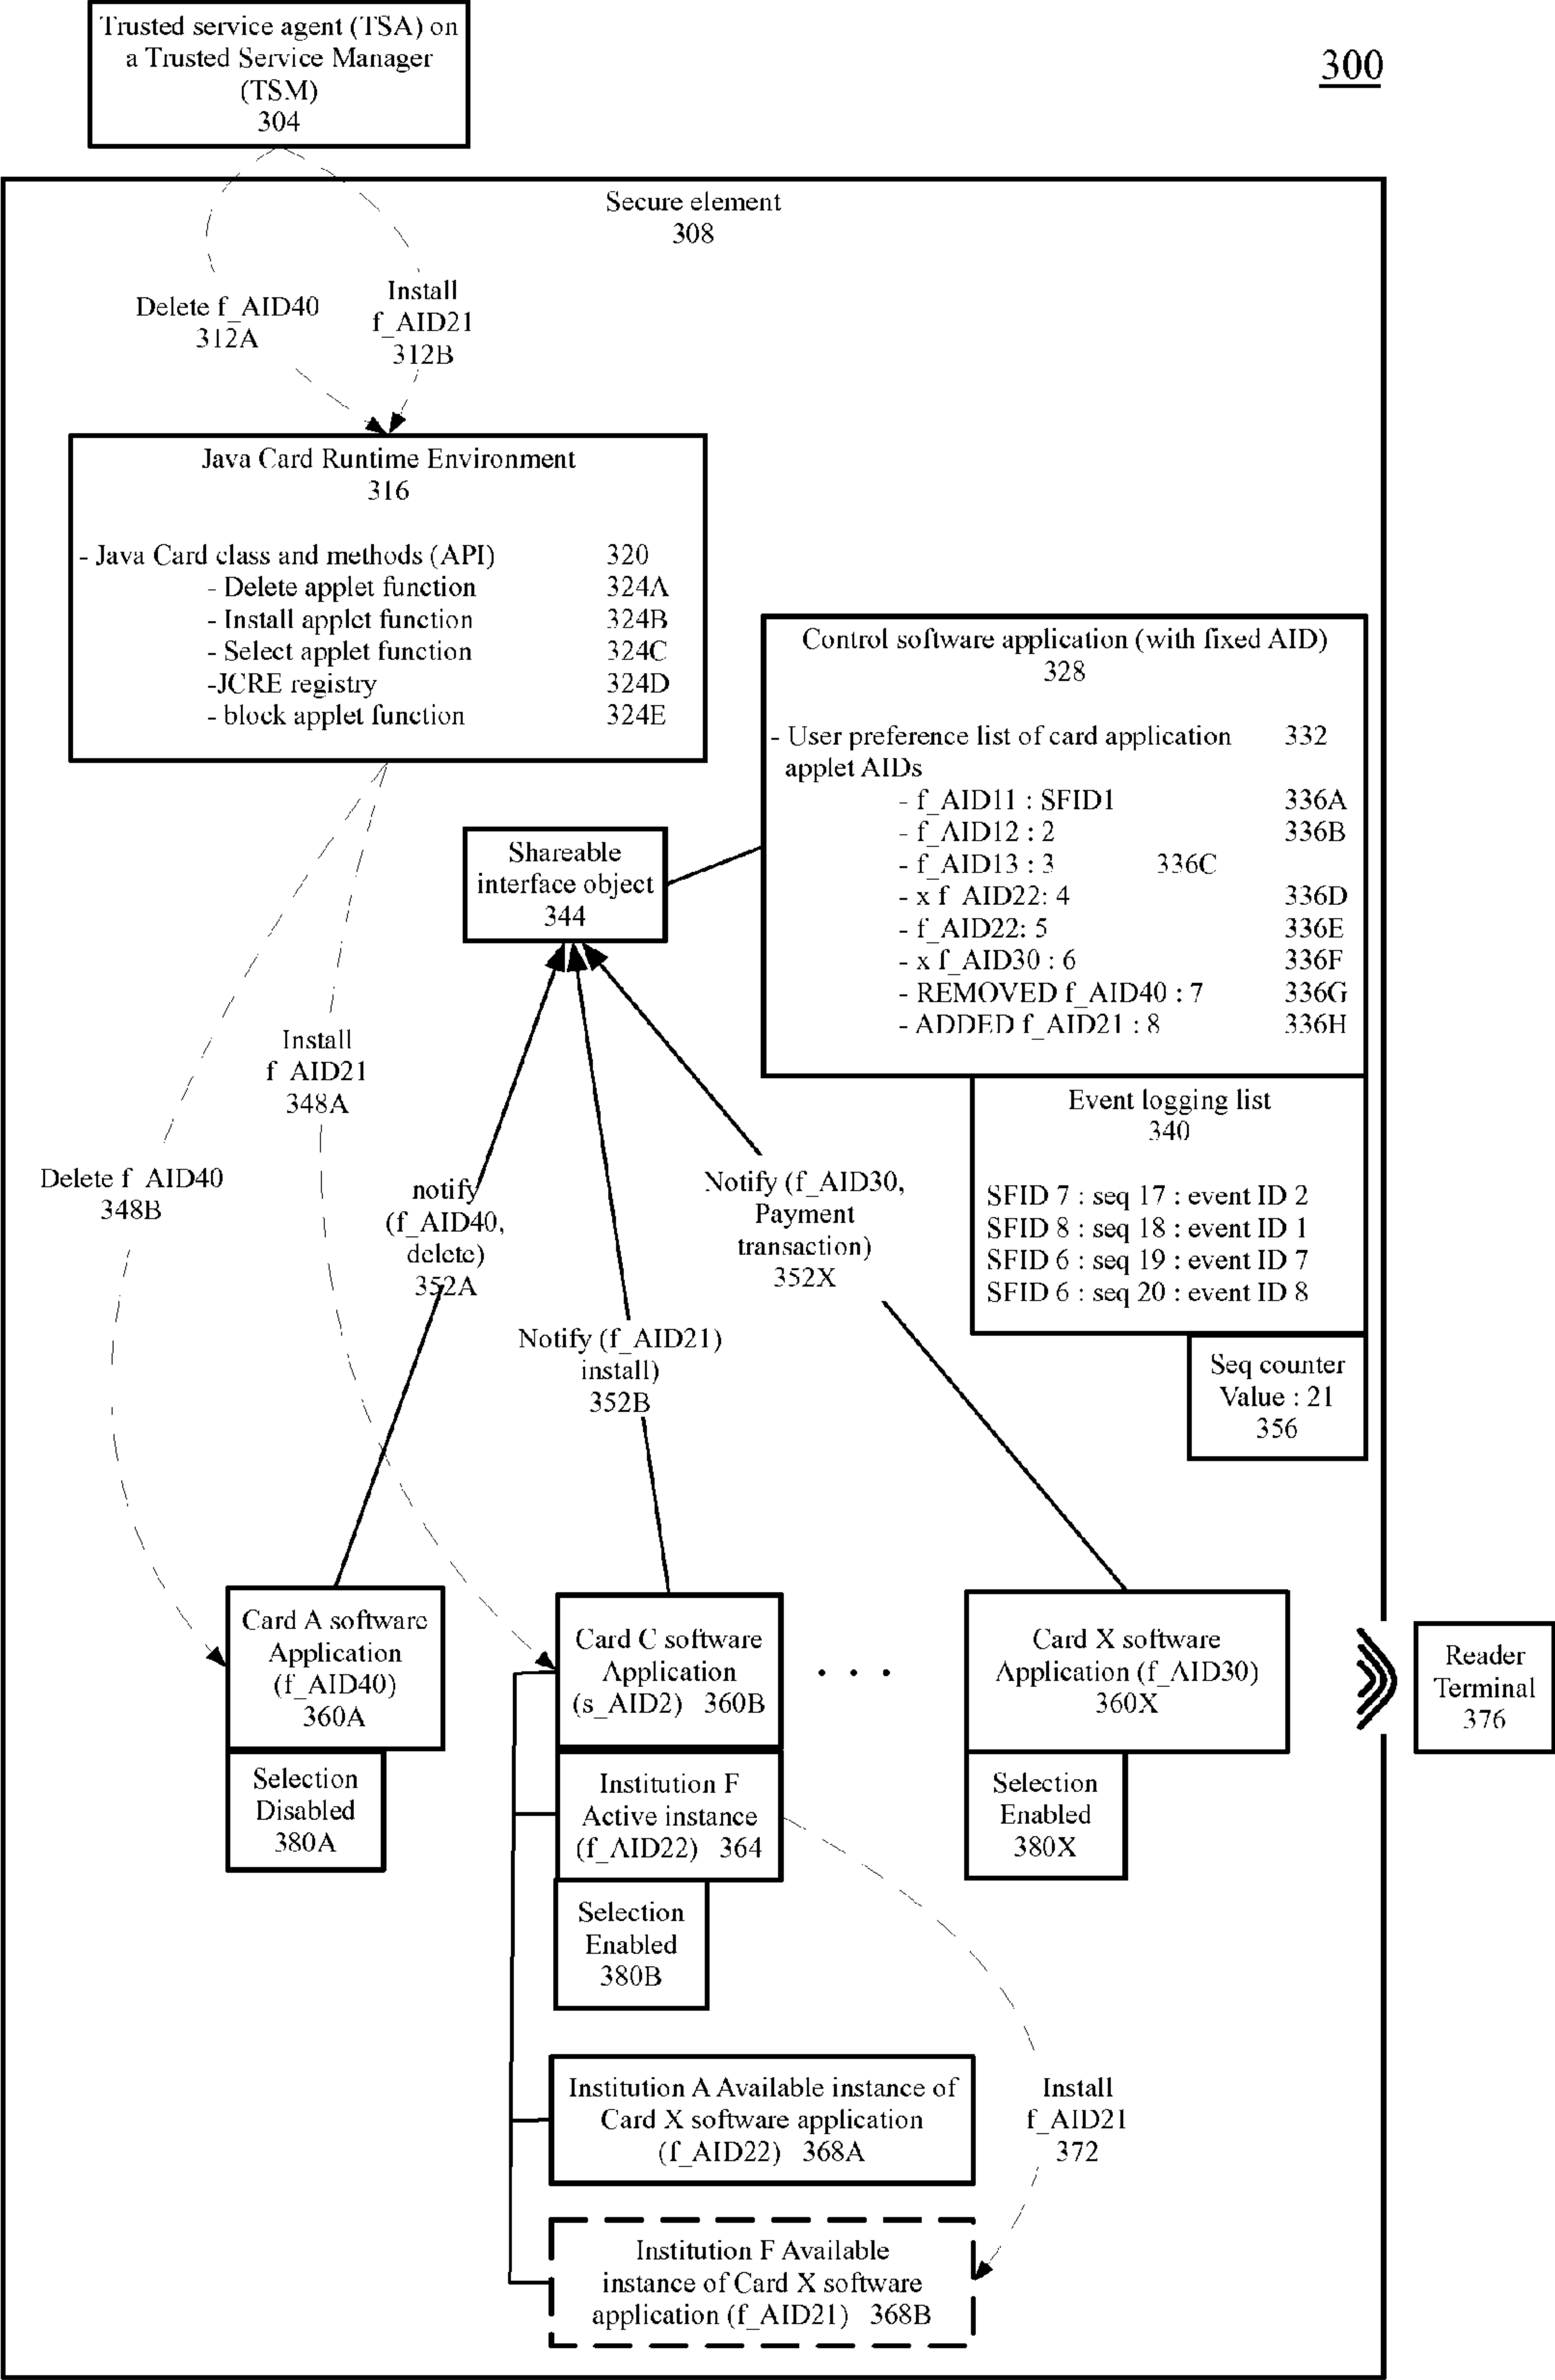 Trusted service agent (TSA) on
a Trusted Service Manager
(TSM)
304
300
Secure element
308
Delete f_AID40
312A
Install
f_AID21
312B
Java Card Runtime Environment
316
- Java Card class and methods (API) 320
- Delete applet function 324A
- Install applet function 324B
- Select applet function 324C
-JCRE registry 324D
- block applet function 324E
Control software application (with fixed AID)
328
- User preference list of card application 332
applet AIDs
- f_AID11 : SFID1 336A
- f_AID12 : 2 336B
- f_AID13 : 3 336C
- x f_AID22: 4 336D
- f_AID22: 5 336E
- x f_AID30 : 6 336F
- REMOVED f_AID40 : 7 336G
- ADDED f_AID21 : 8 336H
Shareable
interface object
344
Event logging list
340
SFID 7 : seq 17 : event ID 2
SFID 8 : seq 18 : event ID 1
SFID 6 : seq 19 : event ID 7
SFID 6 : seq 20 : event ID 8
Seq counter
Value : 21
356
Install
f_AID21
348A
Delete f_AID40
348B
notify
(f_AID40,
delete)
352A
Notify (f_AID21)
install)
352B
Notify (f_AID30,
Payment
transaction)
352X
Card A software
Application
(f_AID40)
360A
Selection
Disabled
380A
Card C software
Application
(s_AID2) 360B
Institution F
Active instance
(f_AID22) 364
Selection
Enabled
380B
. . .
Card X software
Application (f_AID30)
360X
Selection
Enabled
380X
Reader
Terminal
376
Institution A Available instance of
Card X software application
(f_AID22) 368A
Install
f_AID21
372
Institution F Available
instance of Card X software
application (f_AID21) 368B